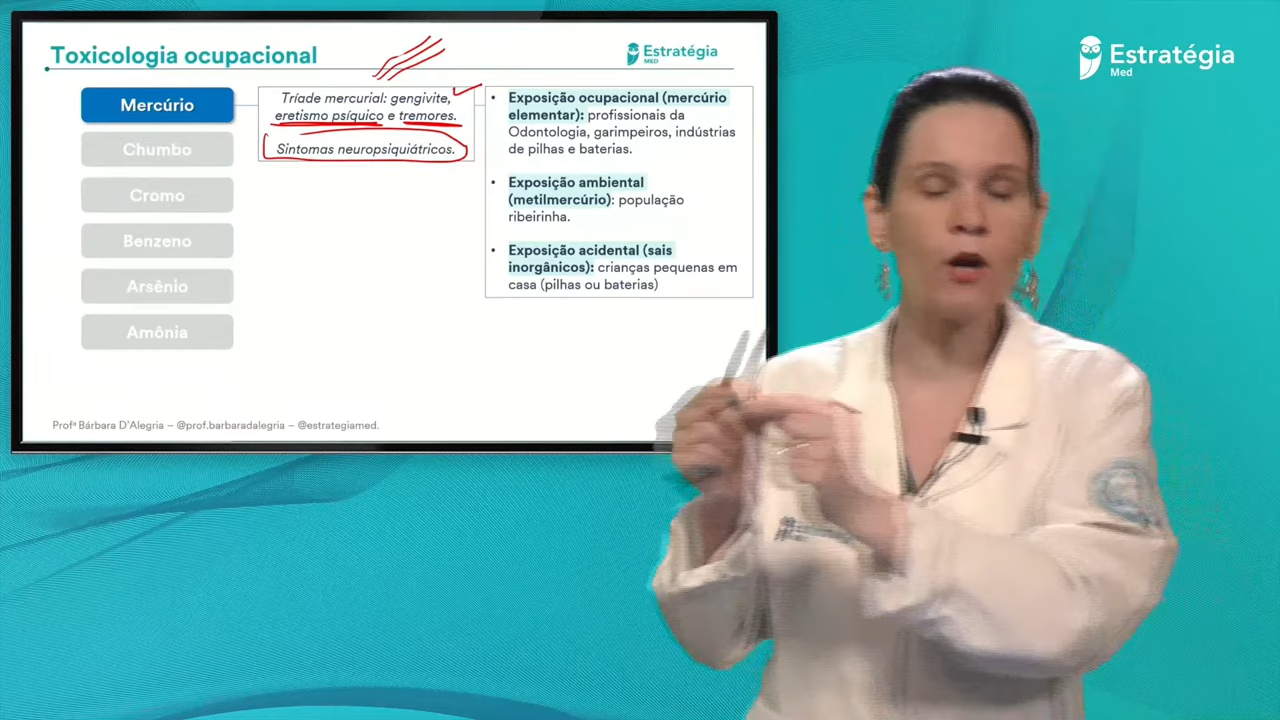 Toxicologia ocupacional
Estratégia
MED
Mercúrio
Chumbo
Cromo
Benzeno
Arsênio
Amônia
Tríade mercurial: gengivite,
eretismo psíquico e tremores.
Sintomas neuropsiquiátricos.
• Exposição ocupacional (mercúrio
elementar): profissionais da
Odontologia, garimpeiros, indústrias
de pilhas e baterias.
• Exposição ambiental
(metilmercúrio): população
ribeirinha.
• Exposição acidental (sais
inorgânicos): crianças pequenas em
casa (pilhas ou baterias)
Profª Bárbara D'Alegria – @prof.barbaradalegria – @estrategiamed.
Estratégia
Med